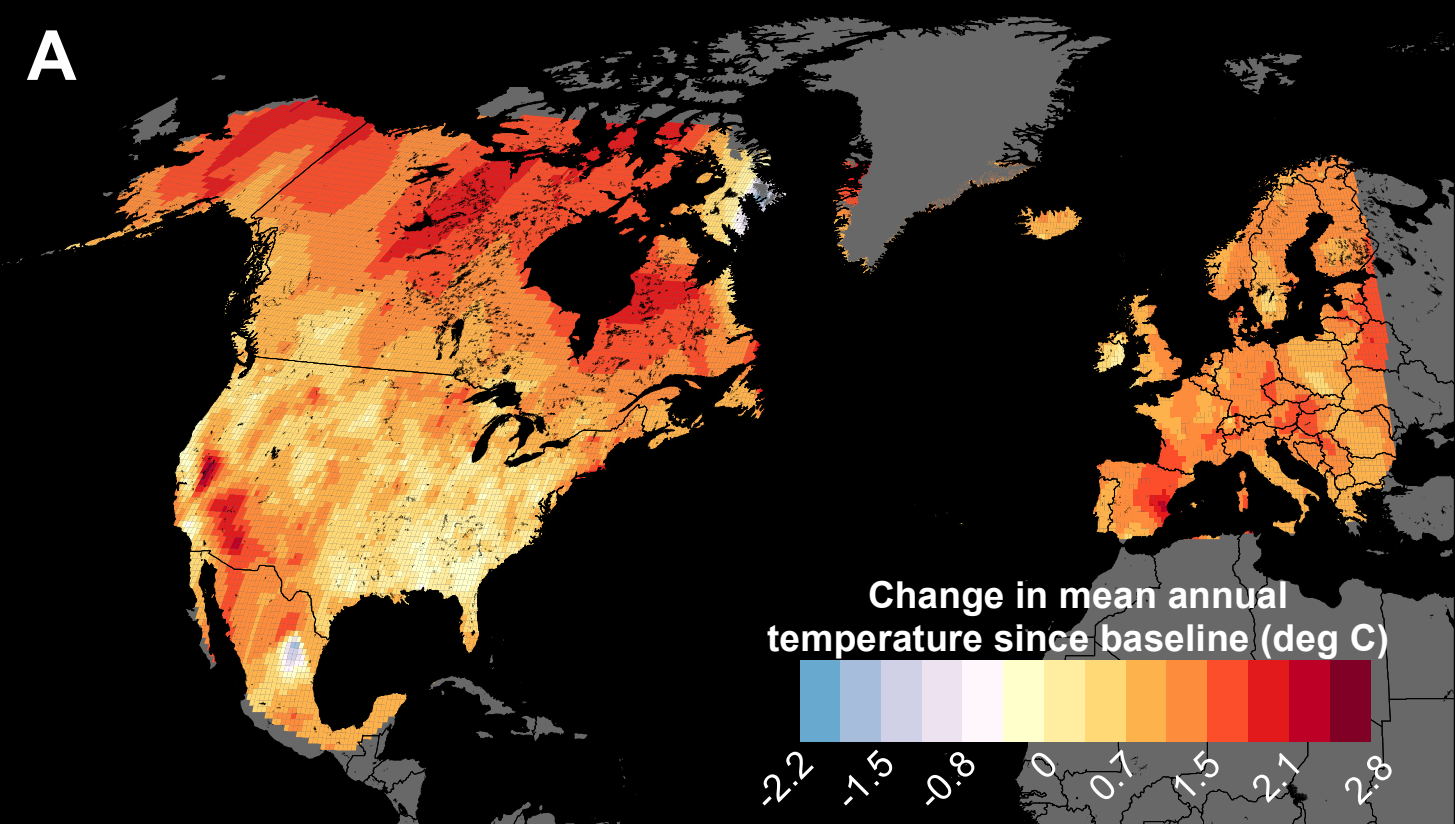 A
Change in mean annual
temperature since baseline (deg C)
-2.2 -1.5 -0.8 0 0.7 1.5 2.1 2.8